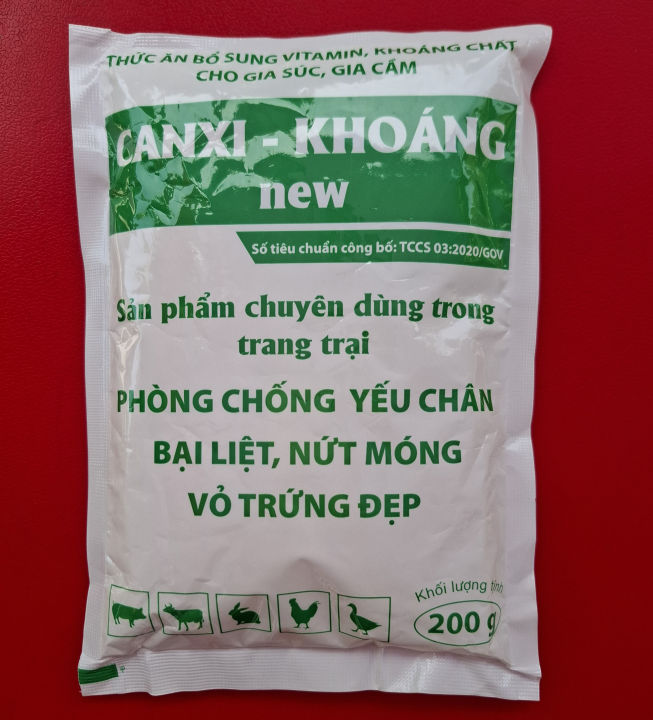 THỨC ĂN BỔ SUNG VITAMIN, KHOÁNG CHẤT
CHO GIA SÚC, GIA CẦM
CANXI - KHOÁNG
new
Số tiêu chuẩn công bố: TCCS 03:2020/GOV
Sản phẩm chuyên dùng trong
trang trại
PHÒNG CHỐNG YẾU CHÂN
BẠI LIỆT, NỨT MÓNG
VỎ TRỨNG ĐẸP
Khối lượng tịnh
200 g